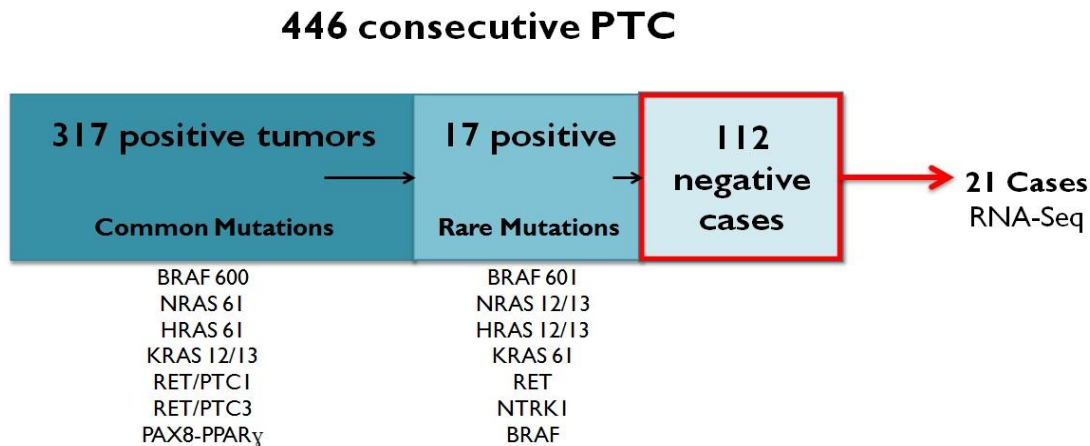 446 consecutive PTC
317 positive tumors
Common Mutations
17 positive
Rare Mutations
112
negative
cases
21 Cases
RNA-Seq
BRAF 600
NRAS 61
HRAS 61
KRAS 12/13
RET/PTC1
RET/PTC3
PAX8-PPARγ
BRAF 601
NRAS 12/13
HRAS 12/13
KRAS 61
RET
NTRK1
BRAF